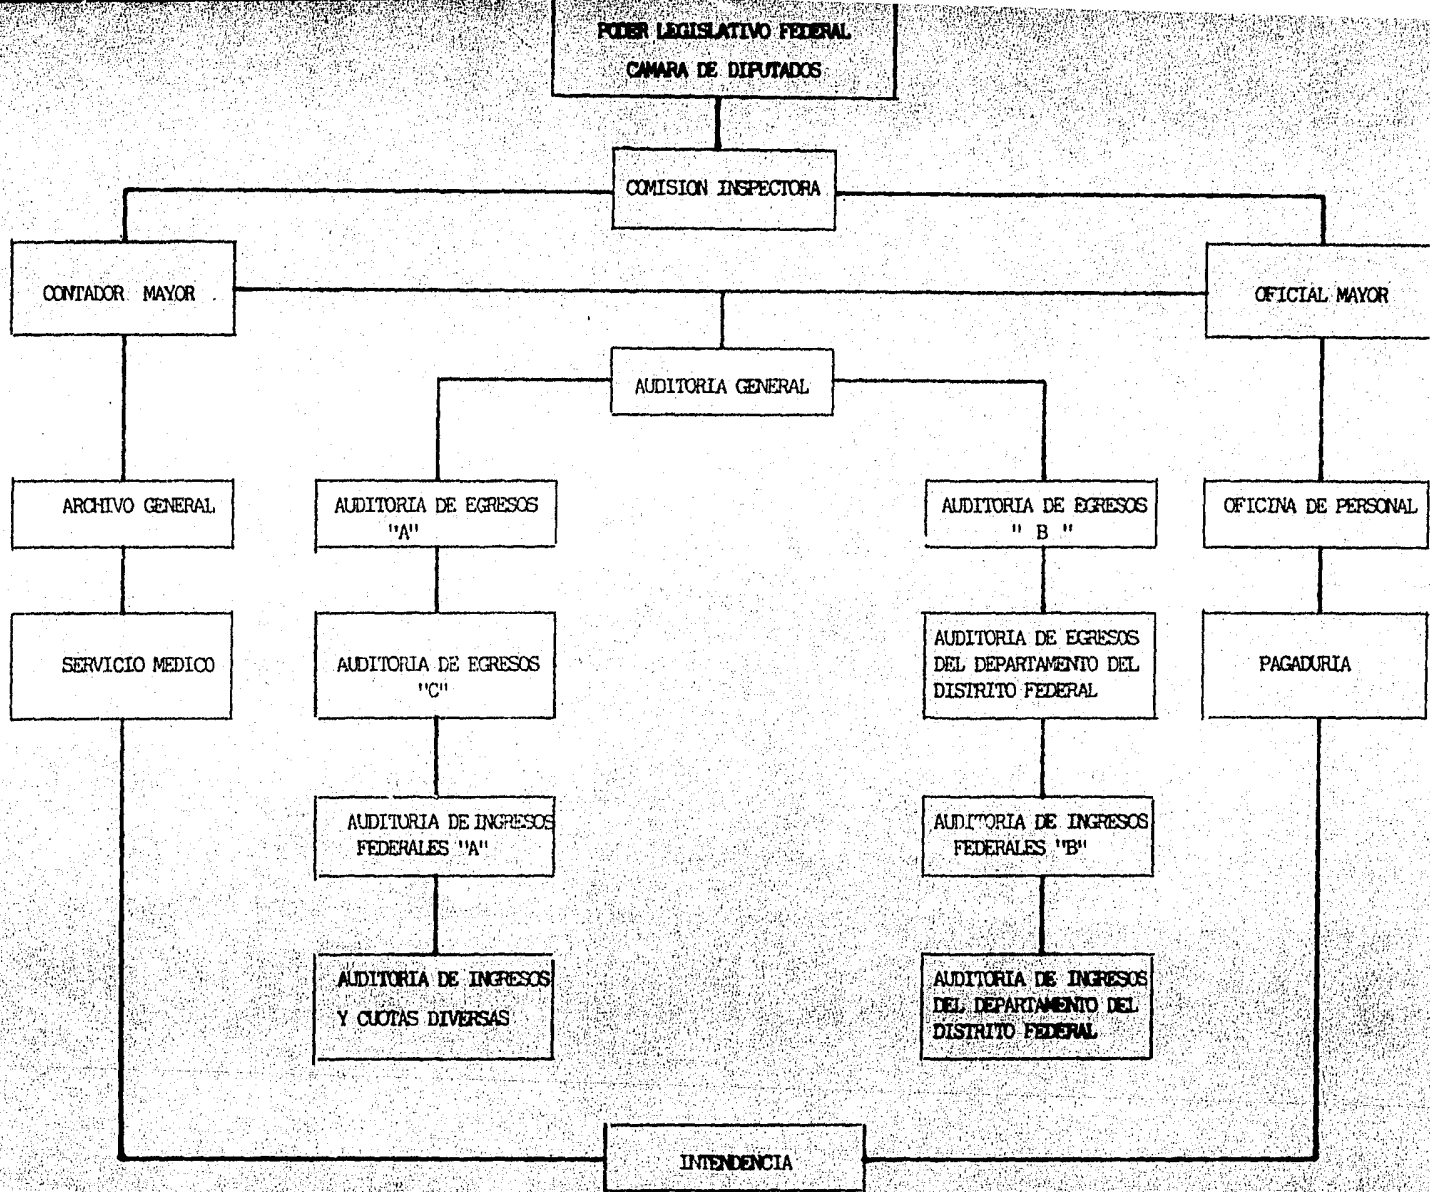 PODER LEGISLATIVO FEDERAL
CAMARA DE DIPUTADOS
COMISION INSPECTORA
CONTADOR MAYOR
OFICIAL MAYOR
AUDITORIA GENERAL
ARCHIVO GENERAL
AUDITORIA DE EGRESOS
"A"
AUDITORIA DE EGRESOS
" B "
OFICINA DE PERSONAL
SERVICIO MEDICO
AUDITORIA DE EGRESOS
"C"
AUDITORIA DE EGRESOS
DEL DEPARTAMENTO DEL
DISTRITO FEDERAL
PAGADURIA
AUDITORIA DE INGRESOS
FEDERALES "A"
AUDITORIA DE INGRESOS
FEDERALES "B"
AUDITORIA DE INGRESOS
Y CUOTAS DIVERSAS
AUDITORIA DE INGRESOS
DEL DEPARTAMENTO DEL
DISTRITO FEDERAL
INTENDENCIA